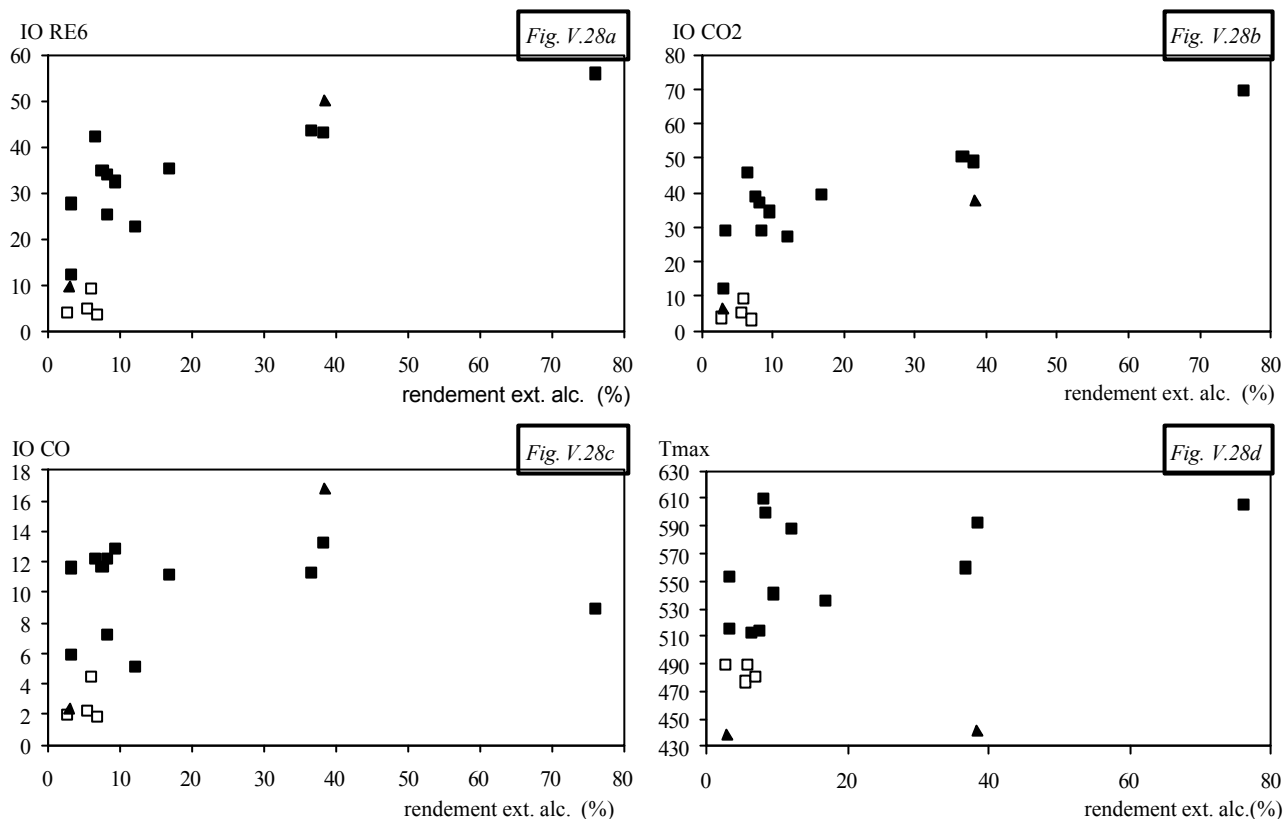 IO RE6
Fig. V.28a
60
50
40
30
20
10
0
0 10 20 30 40 50 60 70 80
rendement ext. alc. (%)
IO CO2
Fig. V.28b
80
70
60
50
40
30
20
10
0
0 10 20 30 40 50 60 70 80
rendement ext. alc. (%)
IO CO
Fig. V.28c
18
16
14
12
10
8
6
4
2
0
0 10 20 30 40 50 60 70 80
rendement ext. alc. (%)
Tmax
Fig. V.28d
630
610
590
570
550
530
510
490
470
450
430
0 20 40 60 80
rendement ext. alc.(%)